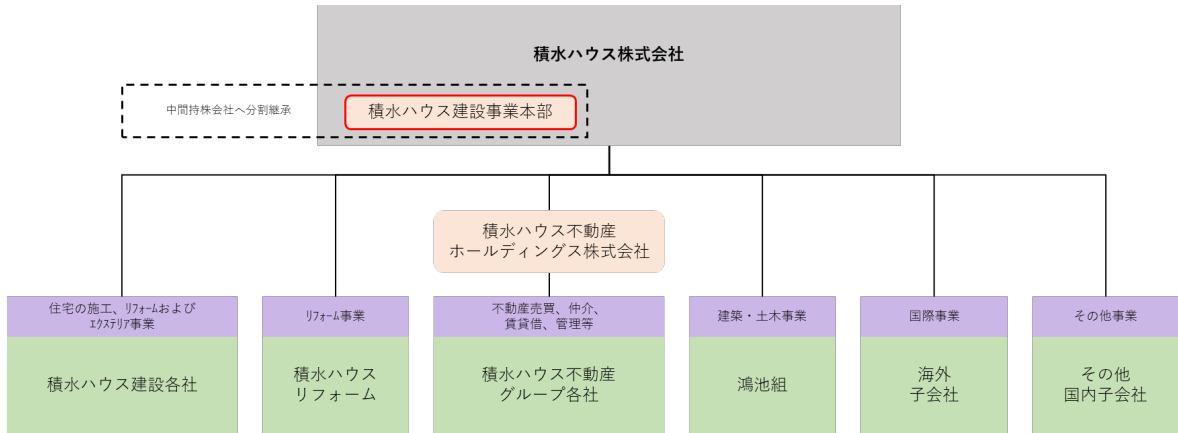 積水ハウス株式会社
中間持株会社へ分割継承
積水ハウス建設事業本部
積水ハウス不動産
ホールディングス株式会社
住宅の施工、ﾘﾌｫｰﾑおよび
ｴｸｽﾃﾘｱ事業
積水ハウス建設各社
ﾘﾌｫｰﾑ事業
積水ハウス
リフォーム
不動産売買、仲介、
賃貸借、管理等
積水ハウス不動産
グループ各社
建築・土木事業
鴻池組
国際事業
海外
子会社
その他事業
その他
国内子会社